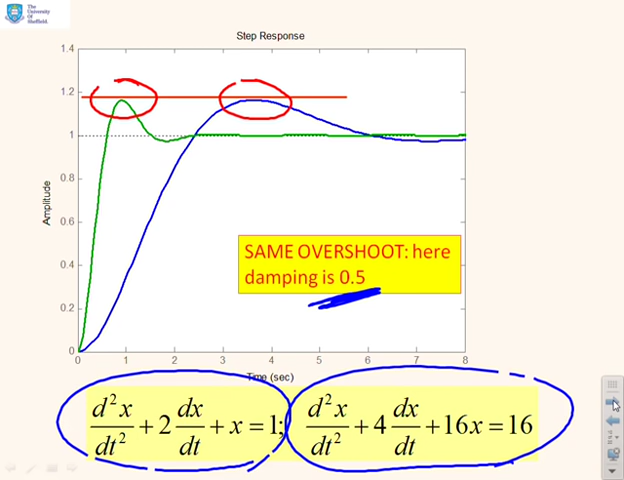 The
University
Of
Sheffield.
Step Response
1.4
1.2
1
0.8
0.6
0.4
0.2
0
Amplitude
SAME OVERSHOOT: here
damping is 0.5
0 1 2 3 4 5 6 7 8
Time (sec)
d²x/dt² + 2 dx/dt + x = 1; d²x/dt² + 4 dx/dt + 16x = 16